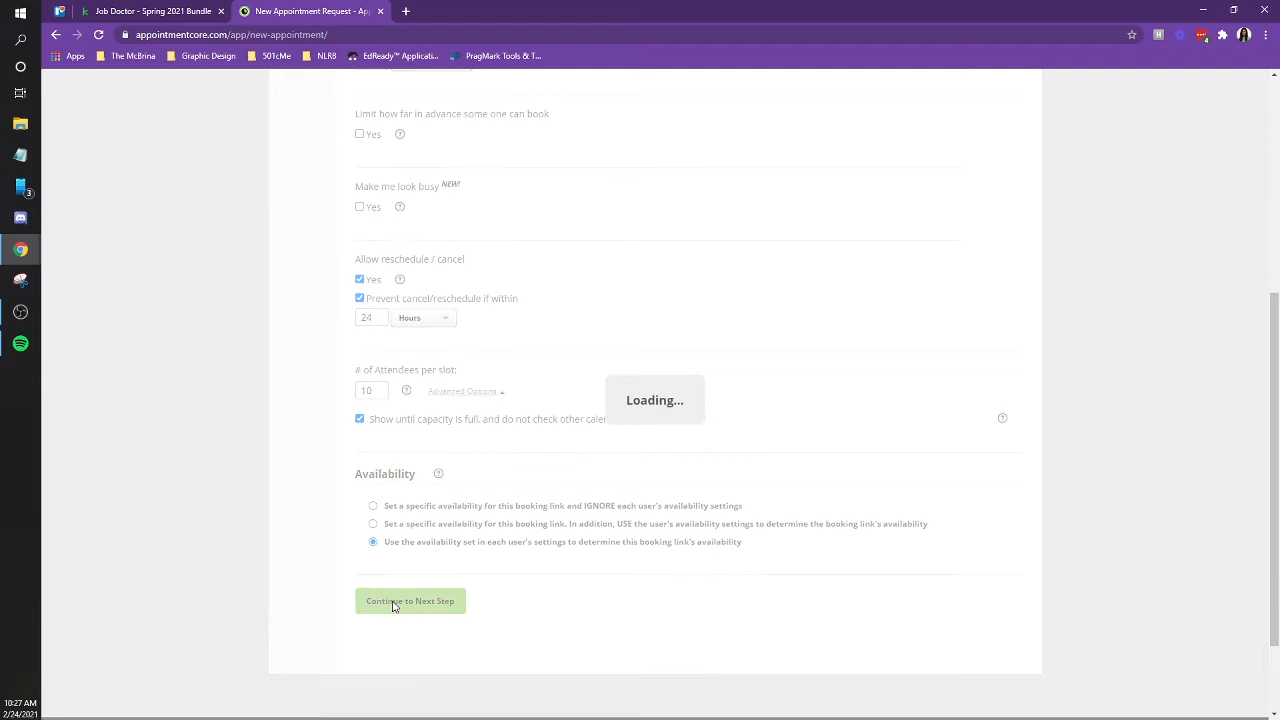 Job Doctor - Spring 2021 Bundle
New Appointment Request - Ap
appointmentcore.com/app/new-appointment/
Apps
The McBrina
Graphic Design
501cMe
NLRB
EdReady™ Applicati...
PragMark Tools & T...
Limit how far in advance some one can book
Yes
Make me look busy NEW!
Yes
Allow reschedule / cancel
Yes
Prevent cancel/reschedule if within
24 Hours
# of Attendees per slot:
10 Advanced Options
Loading...
Show until capacity is full, and do not check other
Availability
Set a specific availability for this booking link and IGNORE each user's availability settings
Set a specific availability for this booking link. In addition, USE the user's availability settings to determine the booking link's availability
Use the availability set in each user's settings to determine this booking link's availability
Continue to Next Step
3
4
10:27 AM
2/24/2021